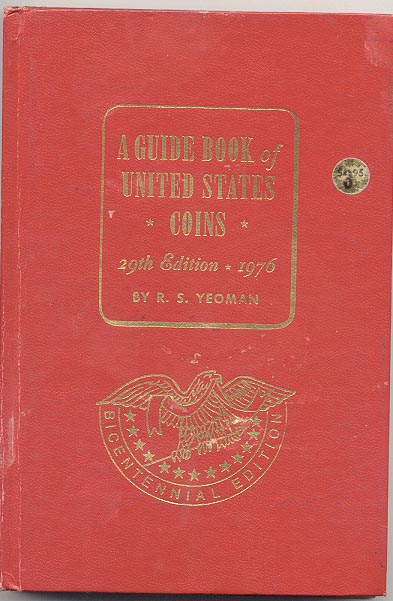 A GUIDE BOOK of
UNITED STATES
* COINS *
29th Edition * 1976
BY R. S. YEOMAN
BICENTENNIAL EDITION